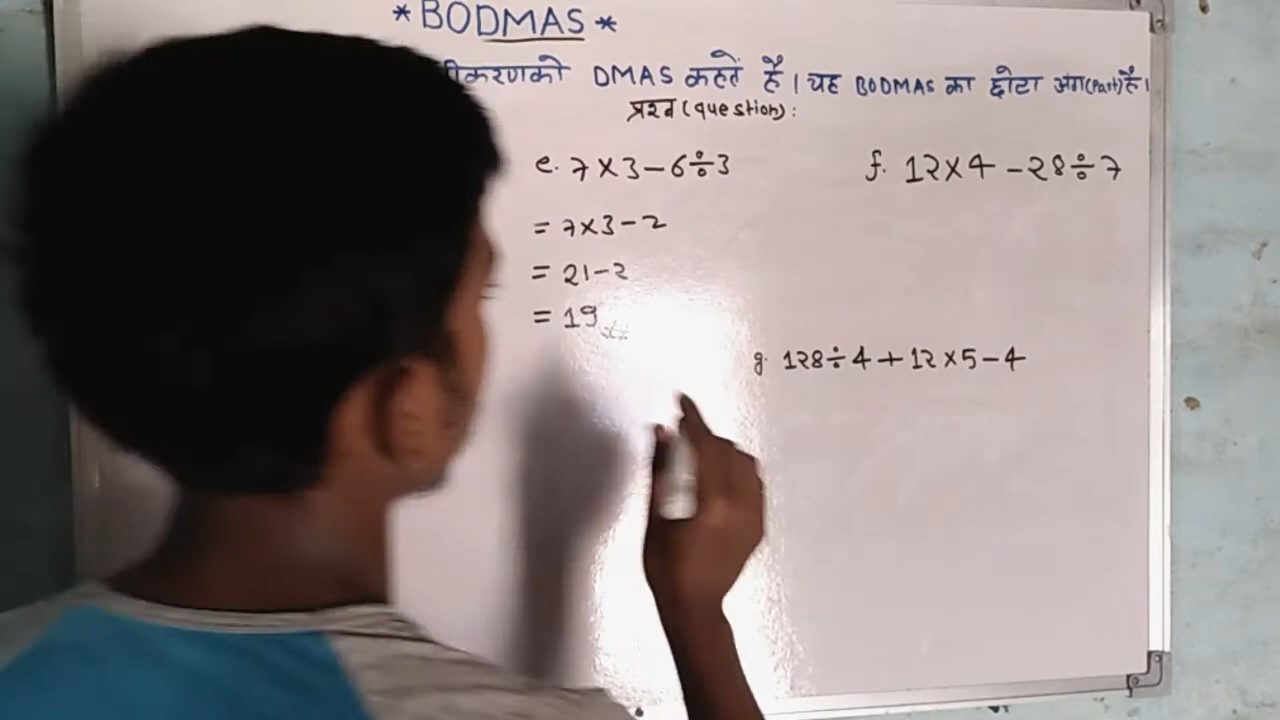 *BODMAS*
DMAS कहतें है। यह BODMAS का छोटा अंग(Part) है।
प्रश्न (question):
e. 7×3-6÷3
= 7×3-2
= 21-2
= 19
f. 12×4-28÷7
g. 128÷4+12×5-4